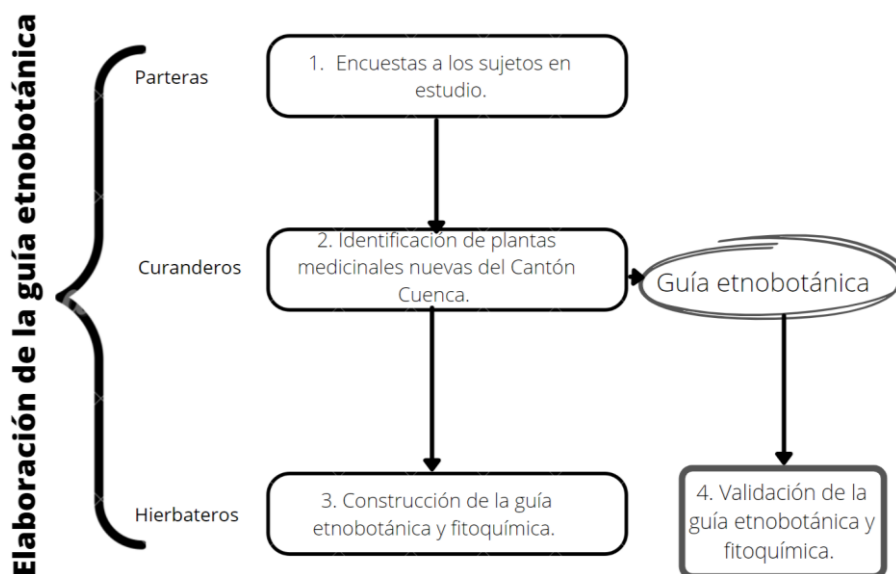 Elaboración de la guía etnobotánica
Parteras
1. Encuestas a los sujetos en
estudio.
Curanderos
2. Identificación de plantas
medicinales nuevas del Cantón
Cuenca.
Guía etnobotánica
Hierbateros
3. Construcción de la guía
etnobotánica y fitoquímica.
4. Validación de la
guía etnobotánica y
fitoquímica.